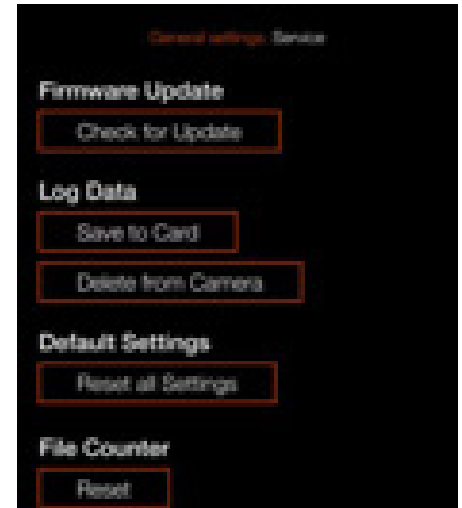 General settings: Service
Firmware Update
Check for Update
Log Data
Save to Card
Delete from Camera
Default Settings
Reset all Settings
File Counter
Reset